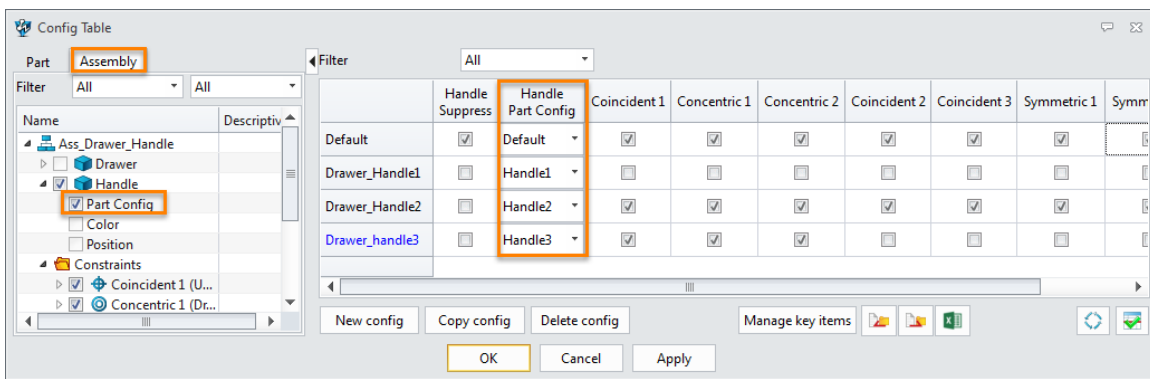 Config Table
Part Assembly
Filter All All
Name Descriptiv
Ass_Drawer_Handle
Drawer
Handle
Part Config
Color
Position
Constraints
Coincident 1 (U...
Concentric 1 (Dr...
Filter All
Handle Suppress Handle Part Config Coincident 1 Concentric 1 Concentric 2 Coincident 2 Coincident 3 Symmetric 1 Symm
Default Default
Drawer_Handle1 Handle1
Drawer_Handle2 Handle2
Drawer_handle3 Handle3
New config Copy config Delete config Manage key items
OK Cancel Apply